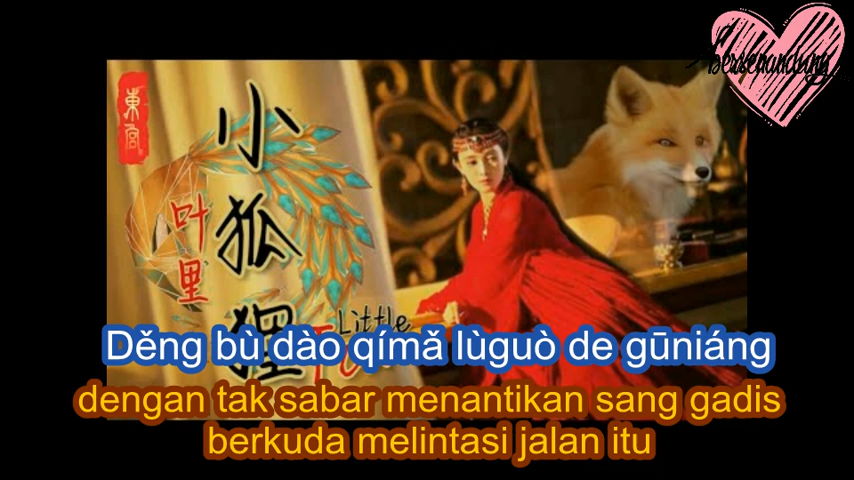 Bersenandung
東宮
小狐狸
叶里
Little
Děng bù dào qímǎ lùguò de gūniáng
dengan tak sabar menantikan sang gadis
berkuda melintasi jalan itu